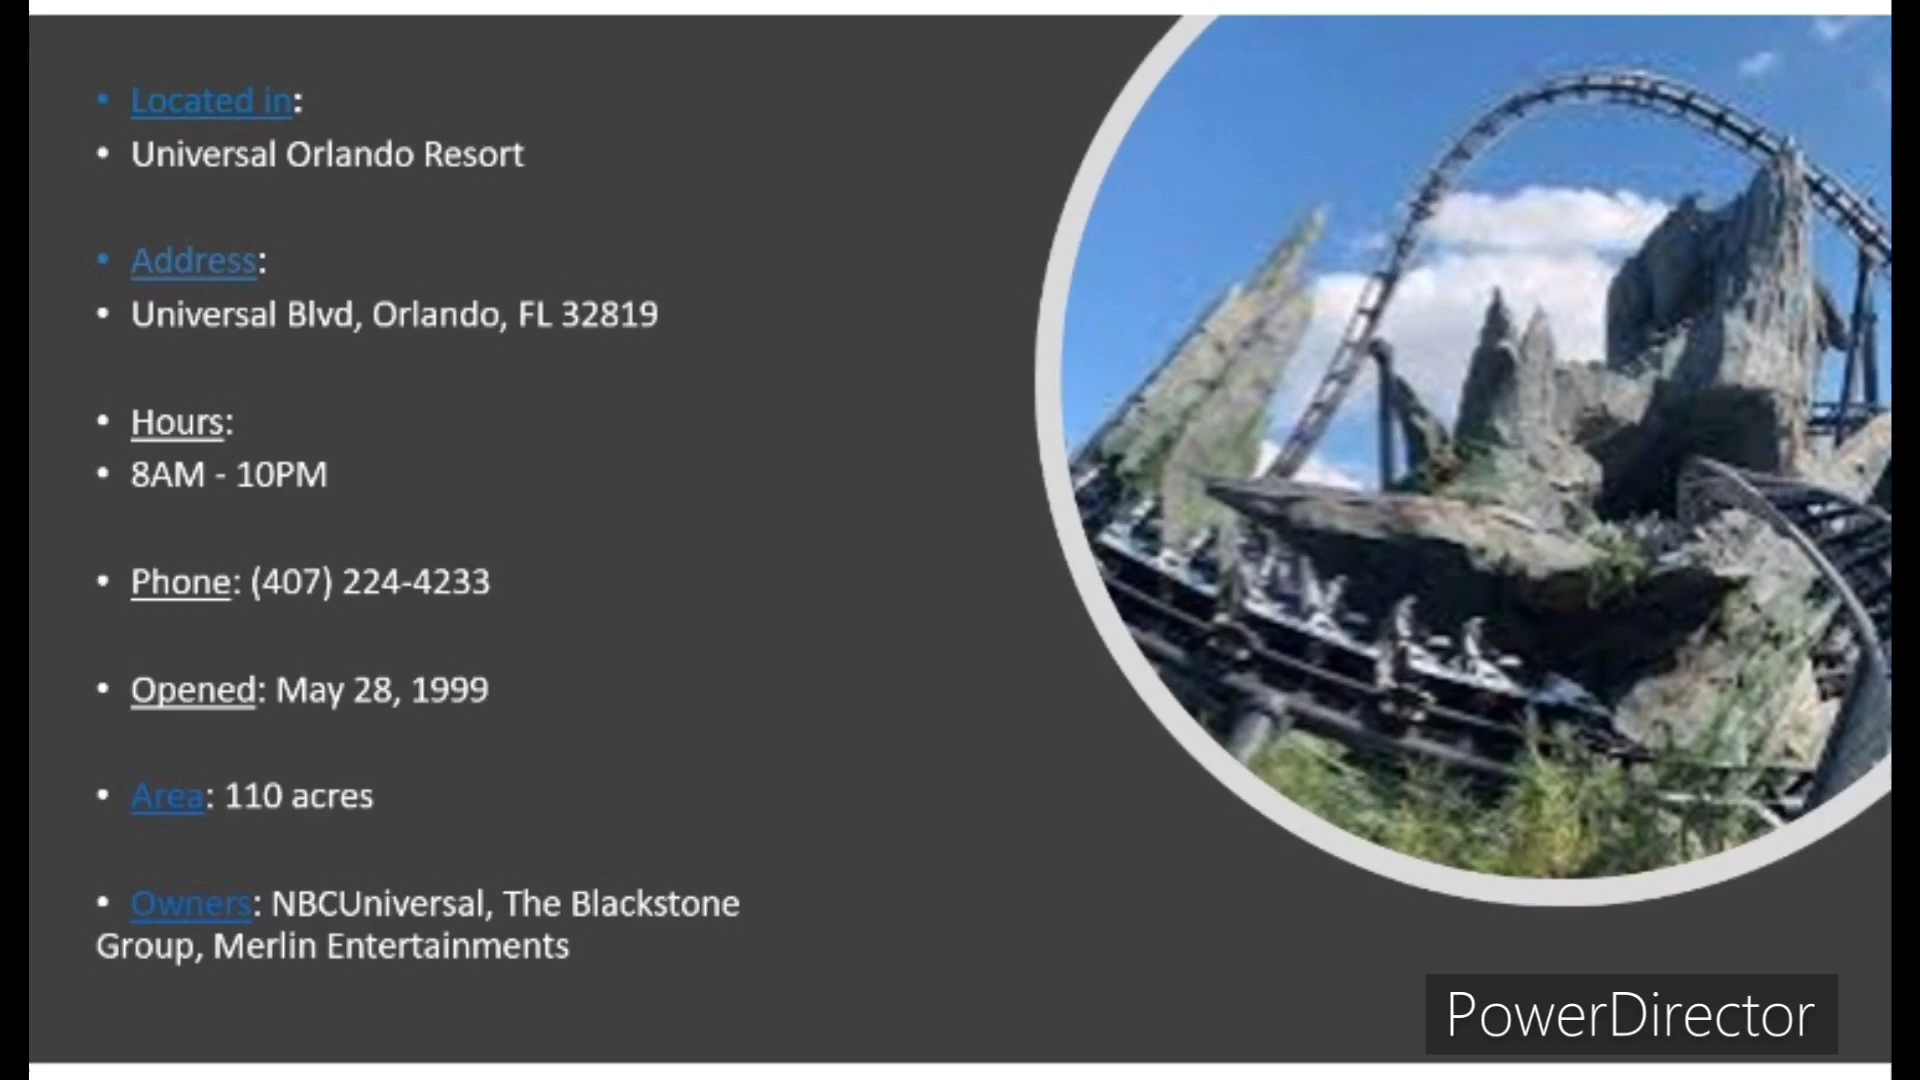 • Located in:
• Universal Orlando Resort
• Address:
• Universal Blvd, Orlando, FL 32819
• Hours:
• 8AM - 10PM
• Phone: (407) 224-4233
• Opened: May 28, 1999
• Area: 110 acres
• Owners: NBCUniversal, The Blackstone
Group, Merlin Entertainments
PowerDirector